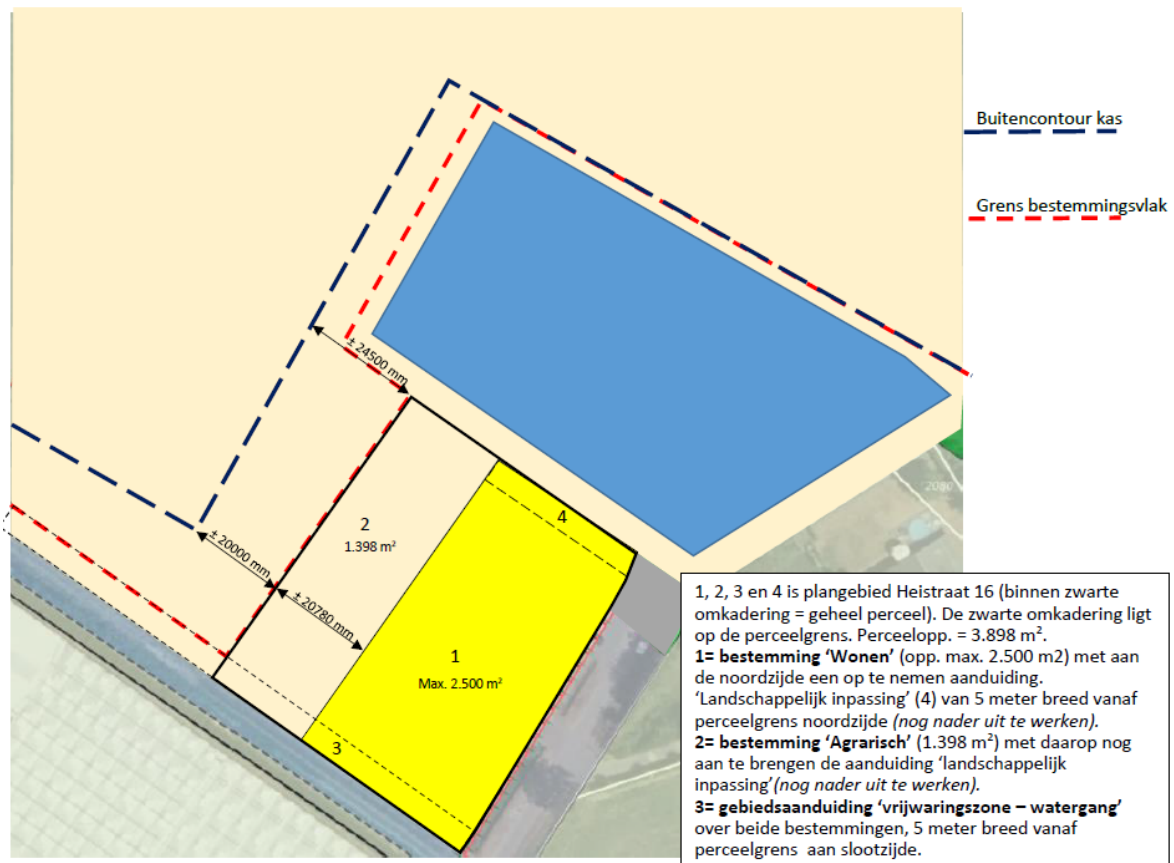 Buitencontour kas
Grens bestemmingsvlak
± 24500 mm
2
1.398 m²
4
± 20000 mm
± 20780 mm
1
Max. 2.500 m²
3
1, 2, 3 en 4 is plangebied Heistraat 16 (binnen zwarte
omkadering = geheel perceel). De zwarte omkadering ligt
op de perceelgrens. Perceelopp. = 3.898 m².
1= bestemming ‘Wonen’ (opp. max. 2.500 m2) met aan
de noordzijde een op te nemen aanduiding.
‘Landschappelijk inpassing’ (4) van 5 meter breed vanaf
perceelgrens noordzijde (nog nader uit te werken).
2= bestemming ‘Agrarisch’ (1.398 m²) met daarop nog
aan te brengen de aanduiding ‘landschappelijk
inpassing’(nog nader uit te werken).
3= gebiedsaanduiding ‘vrijwaringszone – watergang’
over beide bestemmingen, 5 meter breed vanaf
perceelgrens aan slootzijde.